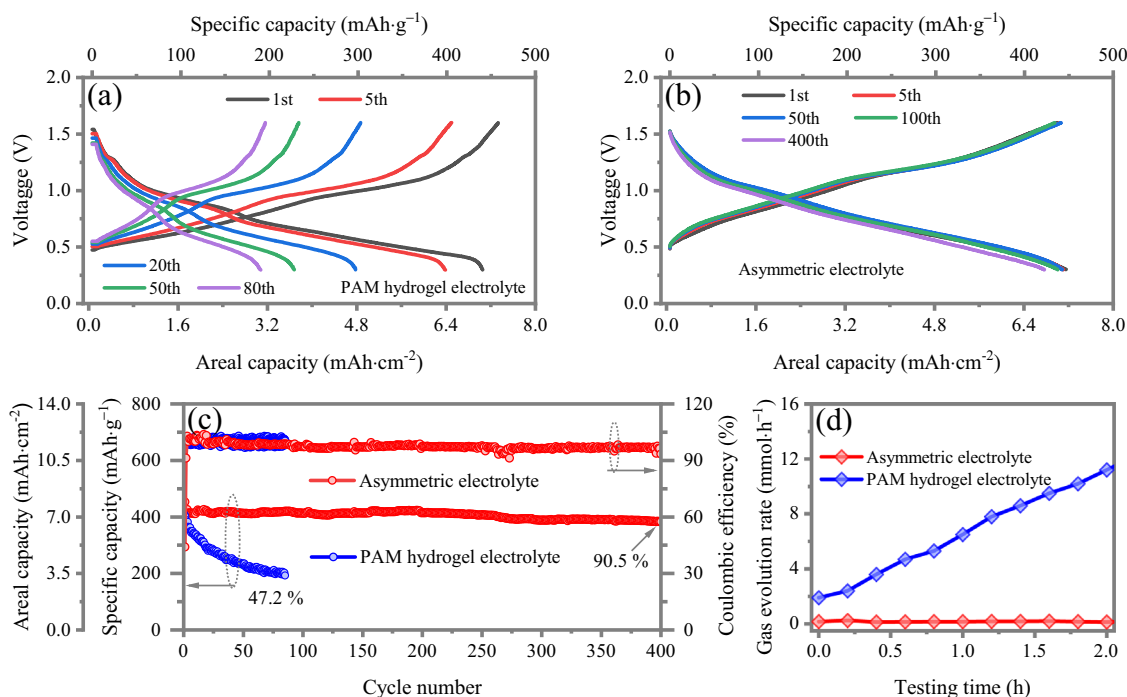 Specific capacity (mAh·g⁻¹)
0 100 200 300 400 500
(a)
1st 5th
20th
50th 80th
PAM hydrogel electrolyte
Voltagge (V)
2.0
1.5
1.0
0.5
0.0
0.0 1.6 3.2 4.8 6.4 8.0
Areal capacity (mAh·cm⁻²)
Specific capacity (mAh·g⁻¹)
0 100 200 300 400 500
(b)
1st 5th
50th 100th
400th
Asymmetric electrolyte
Voltagge (V)
2.0
1.5
1.0
0.5
0.0
0.0 1.6 3.2 4.8 6.4 8.0
Areal capacity (mAh·cm⁻²)
(c)
Areal capacity (mAh·cm⁻²)
14.0
10.5
7.0
3.5
0.0
Specific capacity (mAh·g⁻¹)
800
600
400
200
0
Asymmetric electrolyte
PAM hydrogel electrolyte
90.5 %
47.2 %
120
90
60
30
0
Coulombic efficiency (%)
0 50 100 150 200 250 300 350 400
Cycle number
(d)
Gas evolution rate (mmol·h⁻¹)
16
12
8
4
0
Asymmetric electrolyte
PAM hydrogel electrolyte
0.0 0.5 1.0 1.5 2.0
Testing time (h)